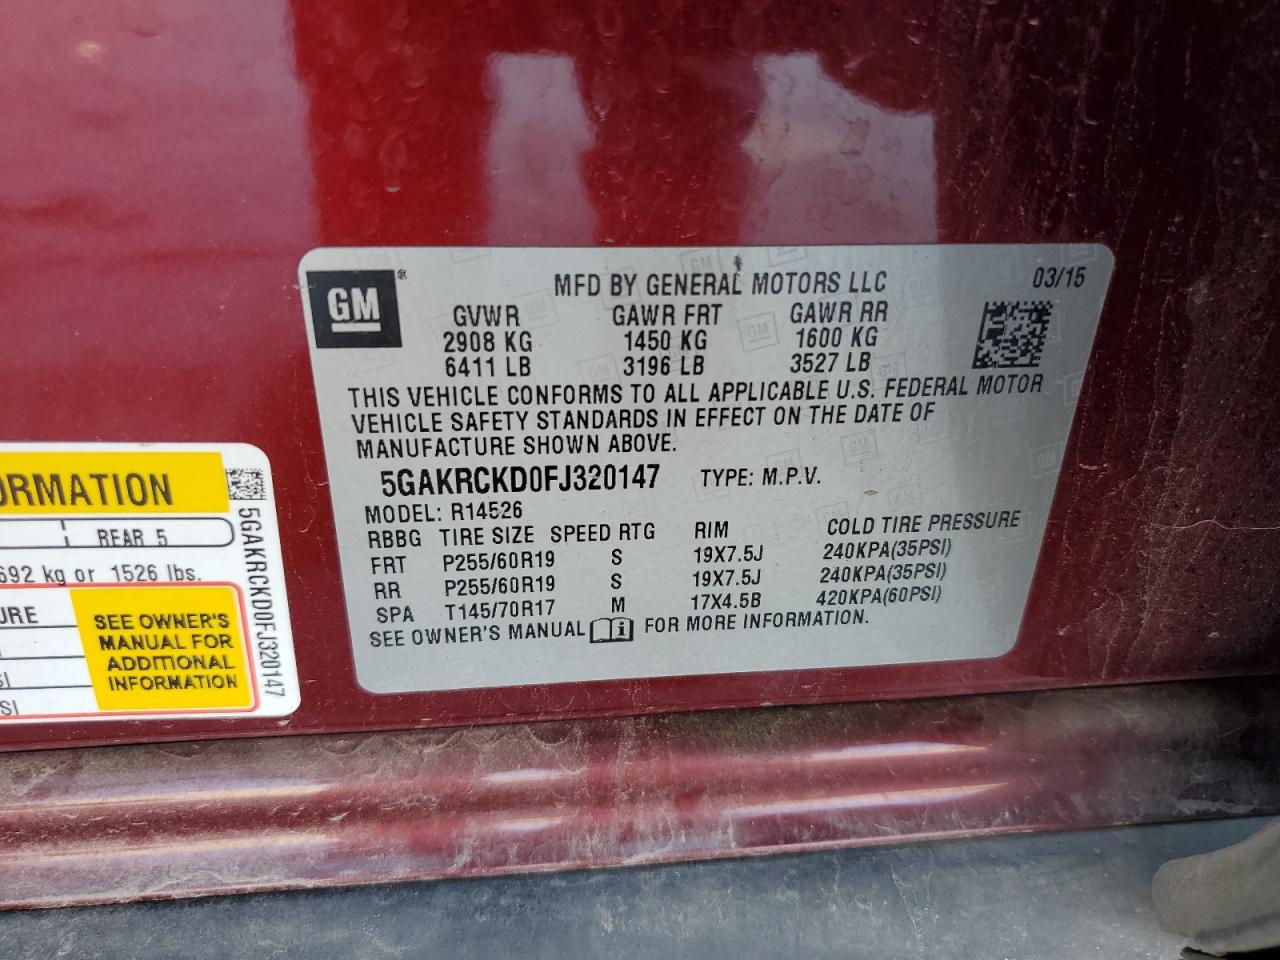 GM ®
MFD BY GENERAL MOTORS LLC 03/15
GVWR GAWR FRT GAWR RR
2908 KG 1450 KG 1600 KG
6411 LB 3196 LB 3527 LB
THIS VEHICLE CONFORMS TO ALL APPLICABLE U.S. FEDERAL MOTOR
VEHICLE SAFETY STANDARDS IN EFFECT ON THE DATE OF
MANUFACTURE SHOWN ABOVE.
5GAKRCKD0FJ320147 TYPE: M.P.V.
MODEL: R14526
RBBG TIRE SIZE SPEED RTG RIM COLD TIRE PRESSURE
FRT P255/60R19 S 19X7.5J 240KPA(35PSI)
RR P255/60R19 S 19X7.5J 240KPA(35PSI)
SPA T145/70R17 M 17X4.5B 420KPA(60PSI)
SEE OWNER'S MANUAL FOR MORE INFORMATION.
ORMATION
REAR 5
692 kg or 1526 lbs.
URE
SI
SI
SEE OWNER'S
MANUAL FOR
ADDITIONAL
INFORMATION
5GAKRCKD0FJ320147